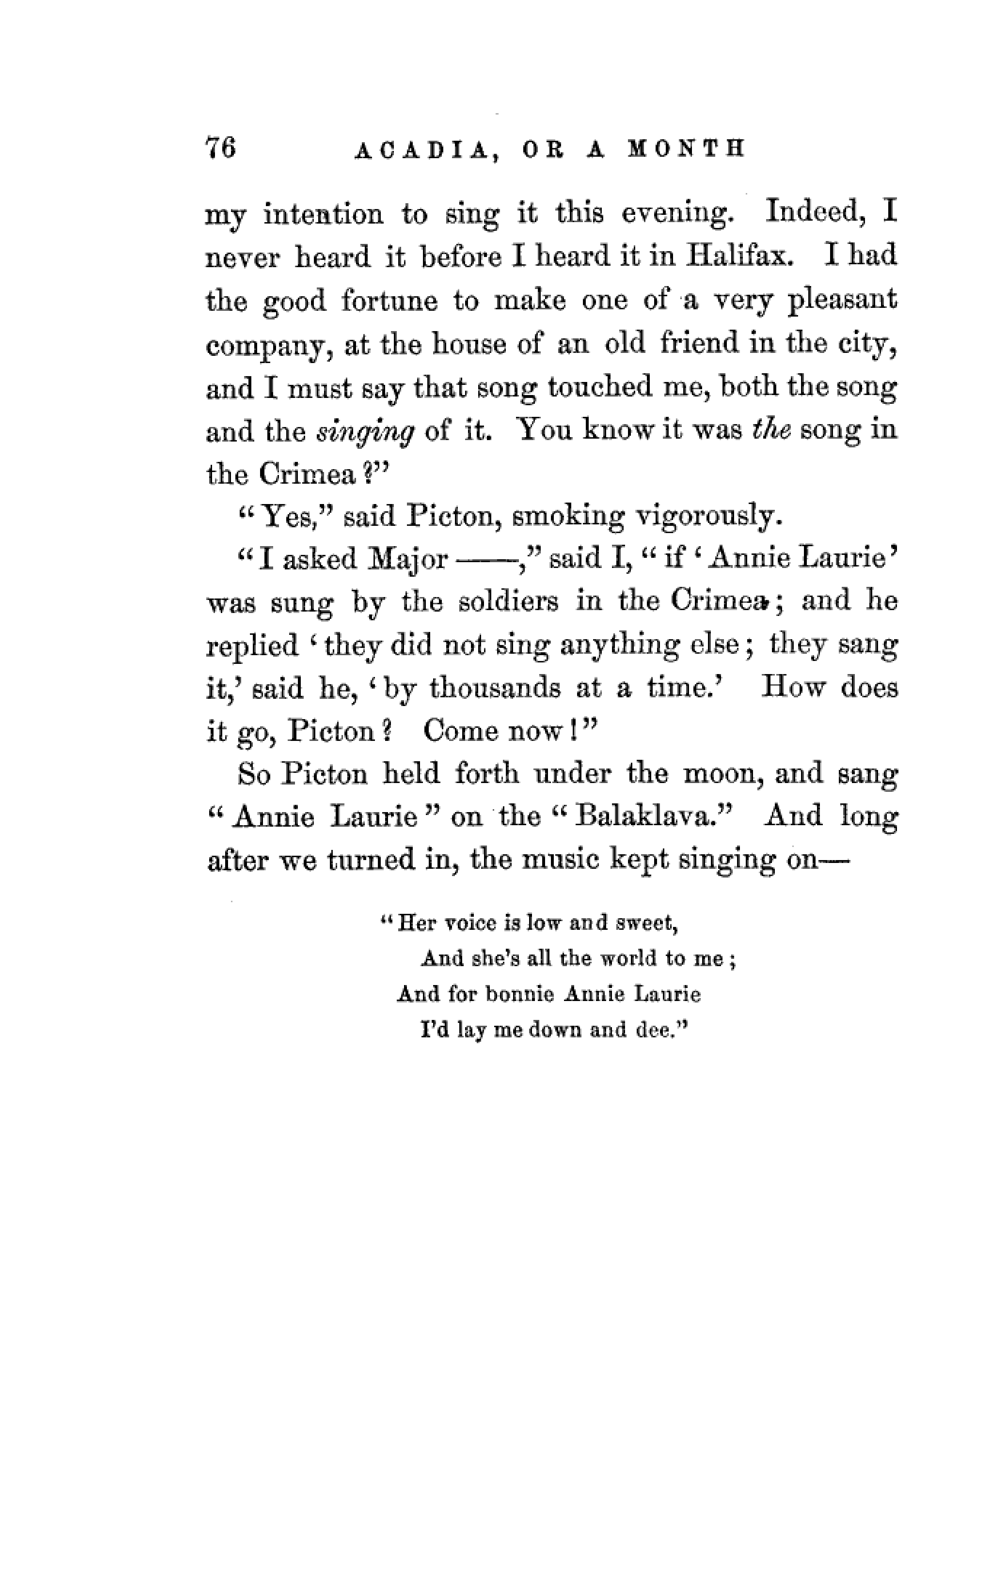 76 ACADIA, OR A MONTH
my intention to sing it this evening. Indeed, I
never heard it before I heard it in Halifax. I had
the good fortune to make one of a very pleasant
company, at the house of an old friend in the city,
and I must say that song touched me, both the song
and the singing of it. You know it was the song in
the Crimea?”
“Yes,” said Picton, smoking vigorously.
“I asked Major ——,” said I, “if ‘Annie Laurie’
was sung by the soldiers in the Crimea; and he
replied ‘they did not sing anything else; they sang
it,’ said he, ‘by thousands at a time.’ How does
it go, Picton? Come now!”
So Picton held forth under the moon, and sang
“Annie Laurie” on the “Balaklava.” And long
after we turned in, the music kept singing on—
“Her voice is low and sweet,
And she’s all the world to me;
And for bonnie Annie Laurie
I’d lay me down and dee.”